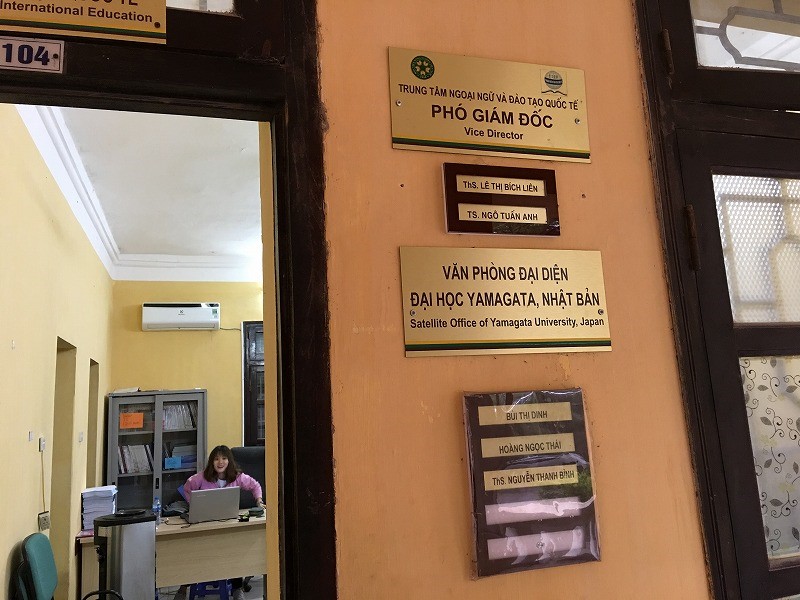 International Education
104
TRUNG TÂM NGOẠI NGỮ VÀ ĐÀO TẠO QUỐC TẾ
PHÓ GIÁM ĐỐC
Vice Director
ThS. LÊ THỊ BÍCH LIÊN
TS. NGÔ TUẤN ANH
VĂN PHÒNG ĐẠI DIỆN
ĐẠI HỌC YAMAGATA, NHẬT BẢN
Satellite Office of Yamagata University, Japan
BÙI THỊ DINH
HOÀNG NGỌC THÁI
ThS. NGUYỄN THANH BÌNH